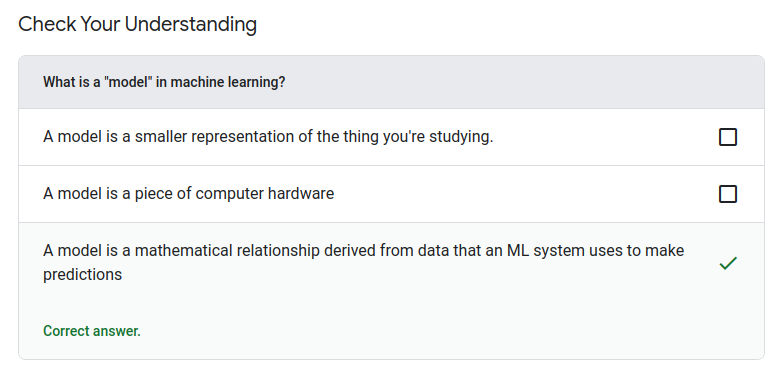 Check Your Understanding
What is a "model" in machine learning?
A model is a smaller representation of the thing you're studying.
A model is a piece of computer hardware
A model is a mathematical relationship derived from data that an ML system uses to make
predictions
Correct answer.